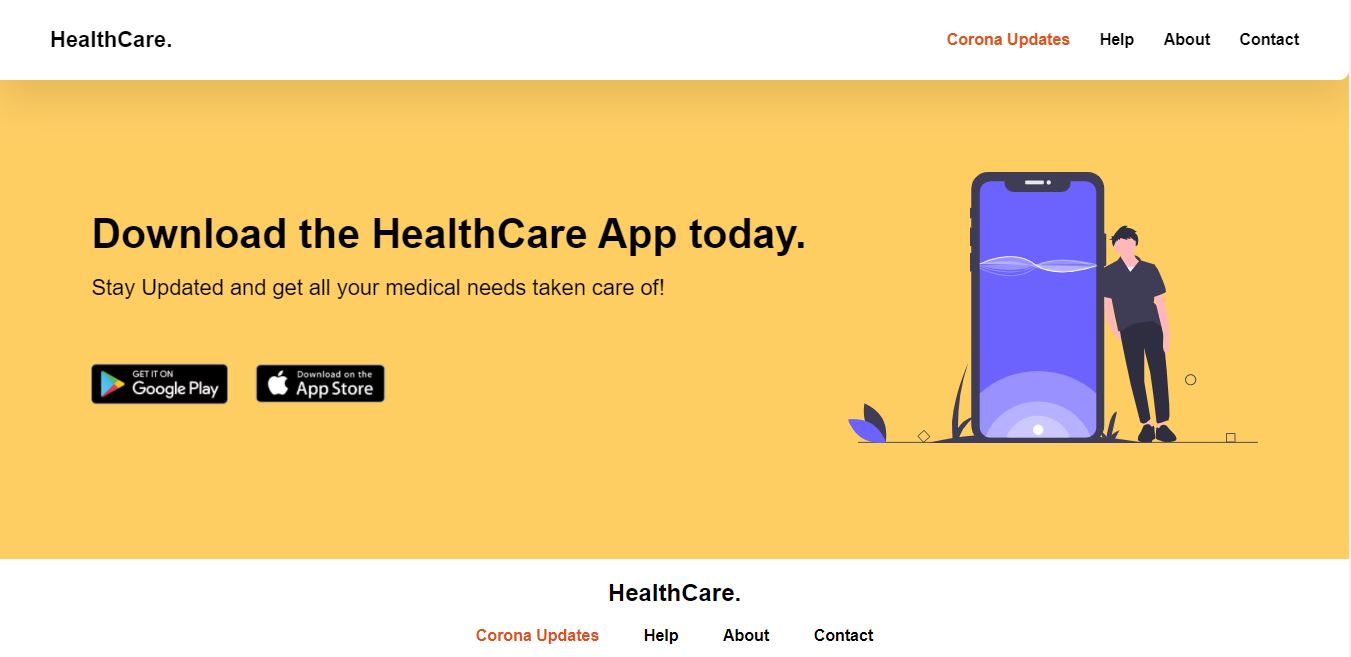 HealthCare.
Corona Updates Help About Contact
Download the HealthCare App today.
Stay Updated and get all your medical needs taken care of!
GET IT ON
Google Play
Download on the
App Store
HealthCare.
Corona Updates Help About Contact